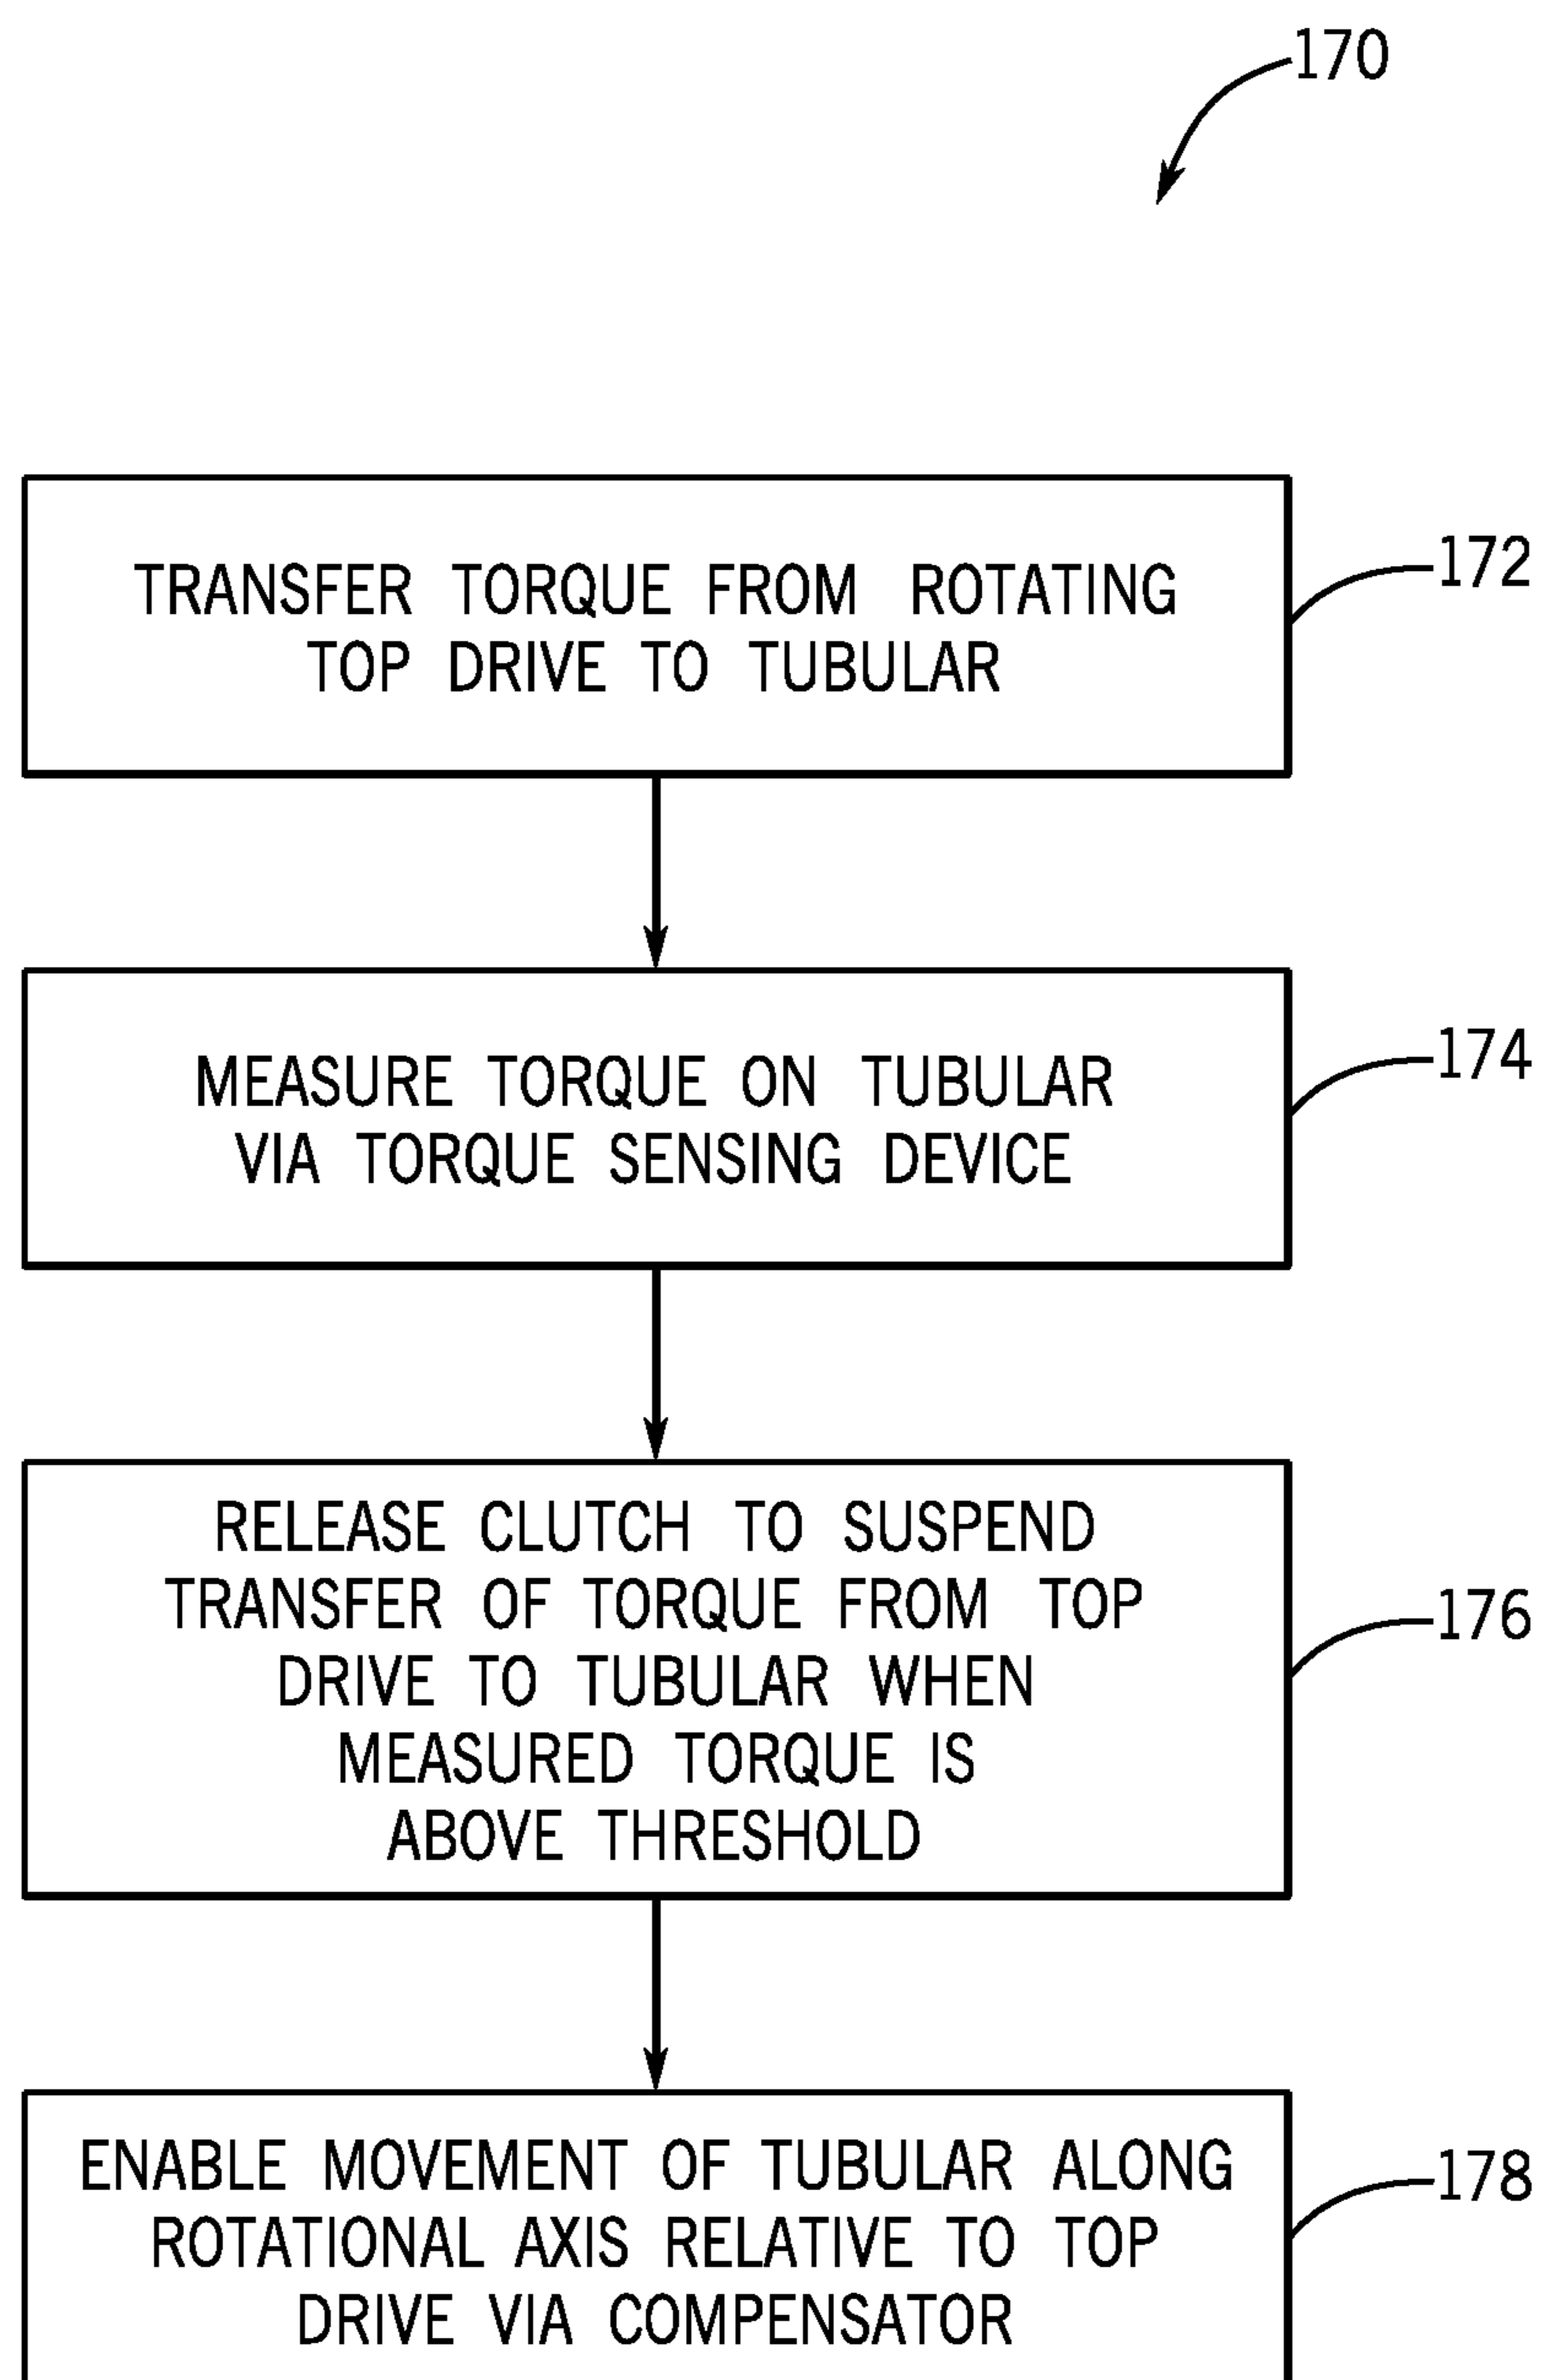 170
TRANSFER TORQUE FROM ROTATING
TOP DRIVE TO TUBULAR
172
MEASURE TORQUE ON TUBULAR
VIA TORQUE SENSING DEVICE
174
RELEASE CLUTCH TO SUSPEND
TRANSFER OF TORQUE FROM TOP
DRIVE TO TUBULAR WHEN
MEASURED TORQUE IS
ABOVE THRESHOLD
176
ENABLE MOVEMENT OF TUBULAR ALONG
ROTATIONAL AXIS RELATIVE TO TOP
DRIVE VIA COMPENSATOR
178